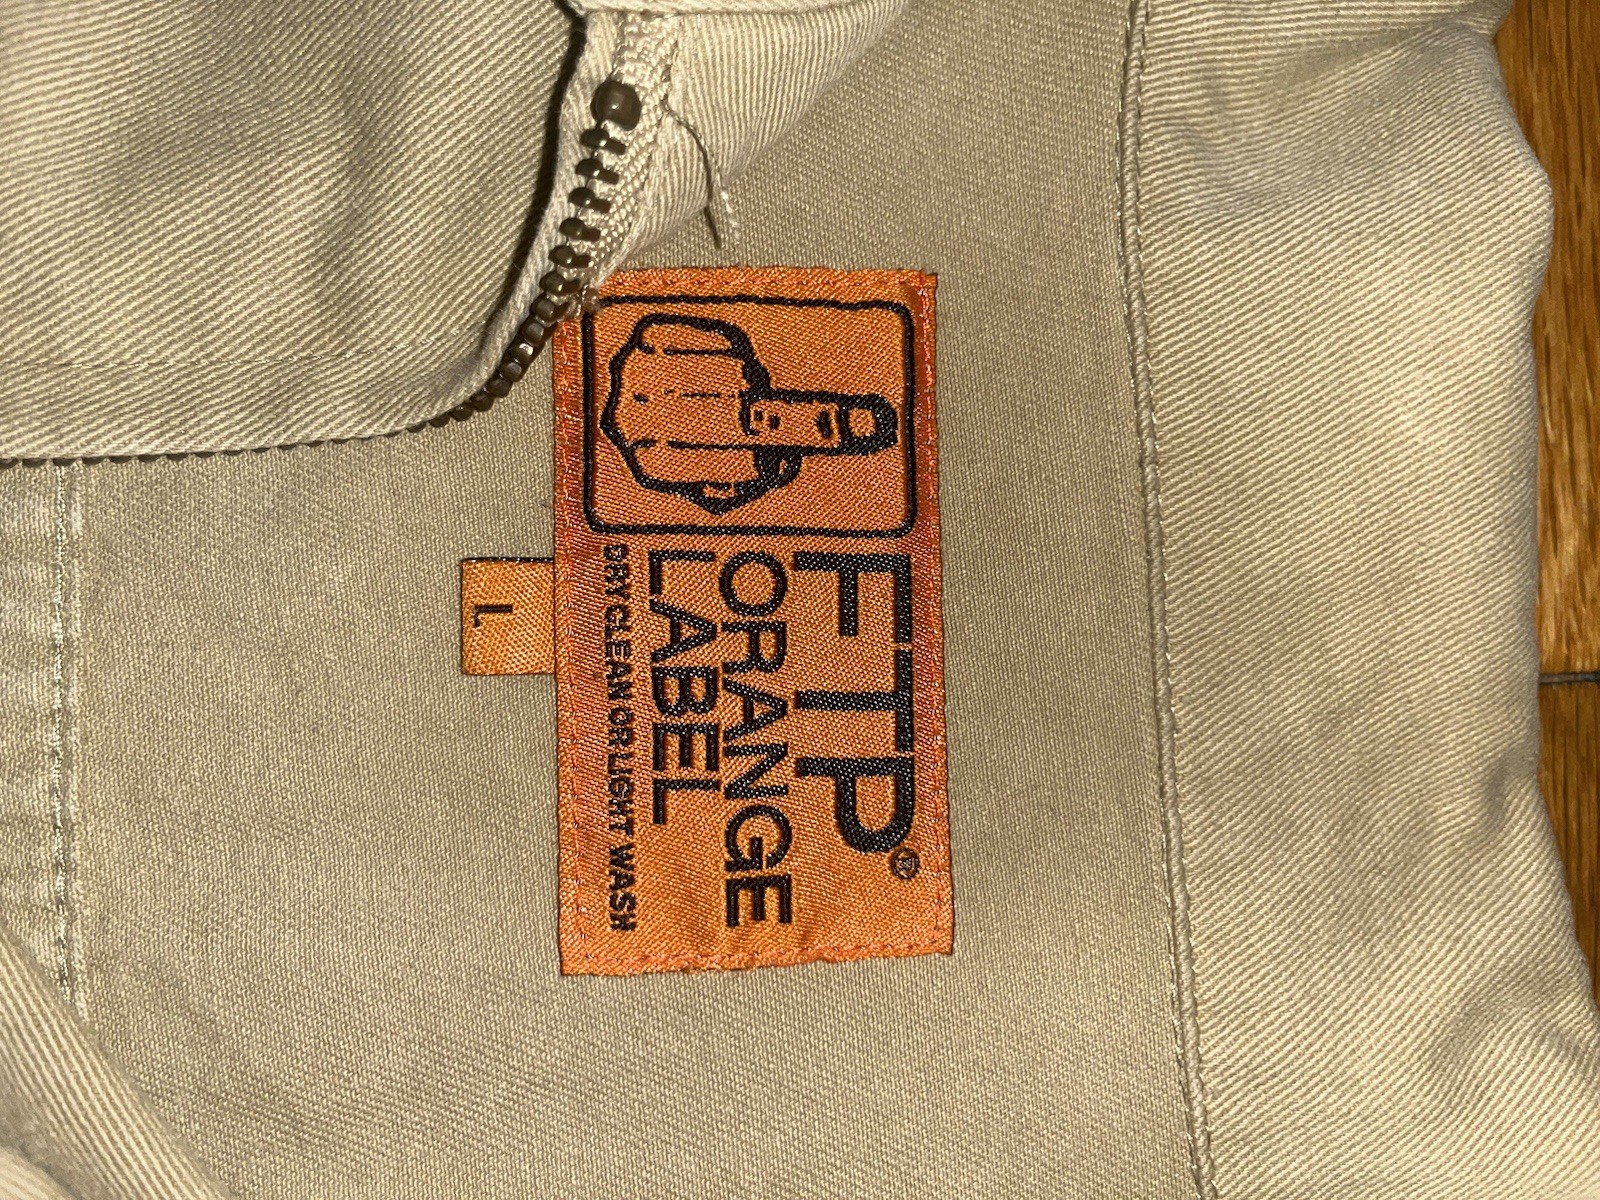 FTP®
ORANGE
LABEL
DRY CLEAN OR LIGHT WASH
L